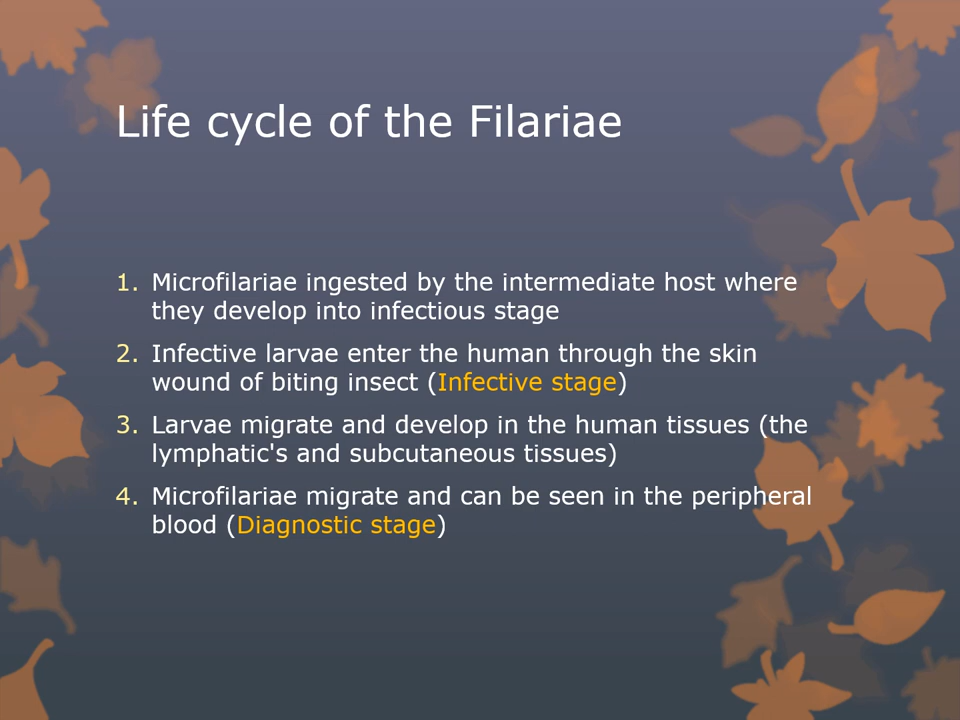 Life cycle of the Filariae
1. Microfilariae ingested by the intermediate host where
they develop into infectious stage
2. Infective larvae enter the human through the skin
wound of biting insect (Infective stage)
3. Larvae migrate and develop in the human tissues (the
lymphatic's and subcutaneous tissues)
4. Microfilariae migrate and can be seen in the peripheral
blood (Diagnostic stage)